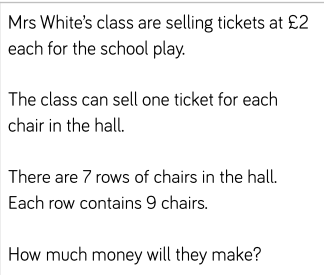 Mrs White's class are selling tickets at £2
each for the school play.
The class can sell one ticket for each
chair in the hall.
There are 7 rows of chairs in the hall.
Each row contains 9 chairs.
How much money will they make?